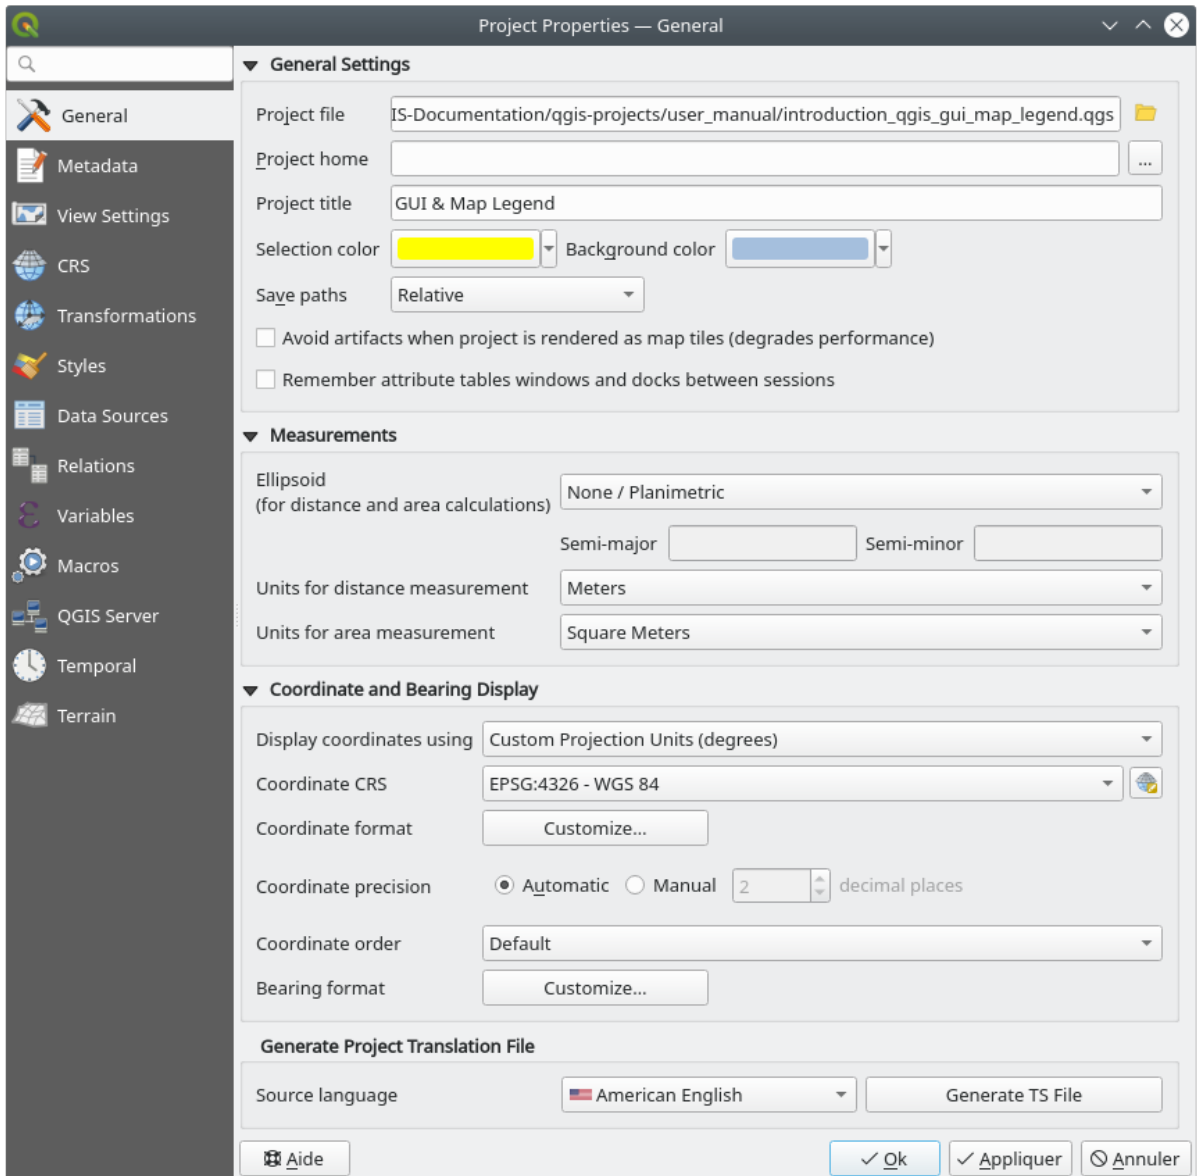 Project Properties — General
General
Metadata
View Settings
CRS
Transformations
Styles
Data Sources
Relations
Variables
Macros
QGIS Server
Temporal
Terrain
General Settings
Project file IS-Documentation/qgis-projects/user_manual/introduction_qgis_gui_map_legend.qgs
Project home ...
Project title GUI & Map Legend
Selection color Background color
Save paths Relative
Avoid artifacts when project is rendered as map tiles (degrades performance)
Remember attribute tables windows and docks between sessions
Measurements
Ellipsoid
(for distance and area calculations) None / Planimetric
Semi-major Semi-minor
Units for distance measurement Meters
Units for area measurement Square Meters
Coordinate and Bearing Display
Display coordinates using Custom Projection Units (degrees)
Coordinate CRS EPSG:4326 - WGS 84
Coordinate format Customize...
Coordinate precision Automatic Manual 2 decimal places
Coordinate order Default
Bearing format Customize...
Generate Project Translation File
Source language American English Generate TS File
Aide Ok Appliquer Annuler